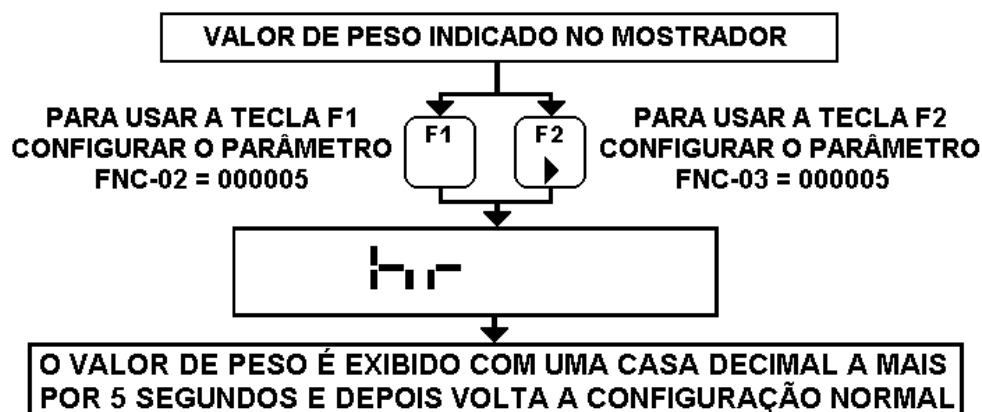 VALOR DE PESO INDICADO NO MOSTRADOR
PARA USAR A TECLA F1
CONFIGURAR O PARÂMETRO
FNC-02 = 000005
F1
F2
PARA USAR A TECLA F2
CONFIGURAR O PARÂMETRO
FNC-03 = 000005
hır
O VALOR DE PESO É EXIBIDO COM UMA CASA DECIMAL A MAIS
POR 5 SEGUNDOS E DEPOIS VOLTA A CONFIGURAÇÃO NORMAL